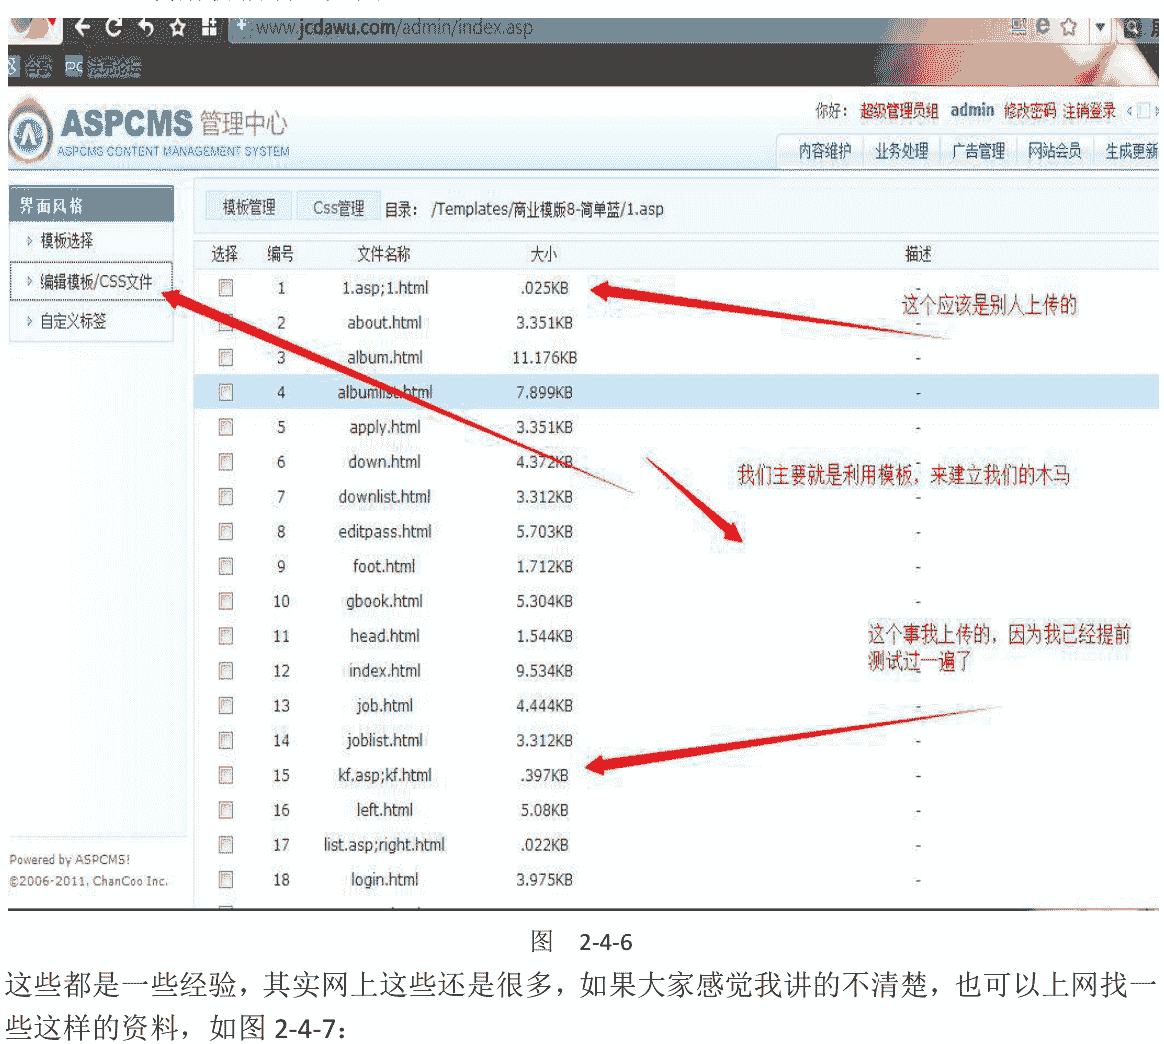 www.jcdawu.com/admin/index.asp
ASPCMS 管理中心
ASPCMS CONTENT MANAGEMENT SYSTEM
你好： 超级管理员组 admin 修改密码 注销登录
内容维护 业务处理 广告管理 网站会员 生成更新
界面风格
模板选择
编辑模板/CSS文件
自定义标签
模板管理 Css管理 目录： /Templates/商业模版8-简单蓝/1.asp
选择 编号 文件名称 大小 描述
1 1.asp;1.html .025KB -
这个应该是别人上传的
2 about.html 3.351KB -
3 album.html 11.176KB -
4 albumlist.html 7.899KB -
5 apply.html 3.351KB -
6 down.html 4.372KB -
我们主要就是利用模板，来建立我们的木马
7 downlist.html 3.312KB -
8 editpass.html 5.703KB -
9 foot.html 1.712KB -
10 gbook.html 5.304KB -
11 head.html 1.544KB -
这个事我上传的，因为我已经提前
测试过一遍了
12 index.html 9.534KB -
13 job.html 4.444KB -
14 joblist.html 3.312KB -
15 kf.asp;kf.html .397KB -
16 left.html 5.08KB -
17 list.asp;right.html .022KB -
18 login.html 3.975KB -
Powered by ASPCMS!
©2006-2011, ChanCoo Inc.
图 2-4-6
这些都是一些经验，其实网上这些还是很多，如果大家感觉我讲的不清楚，也可以上网找一
些这样的资料，如图 2-4-7：